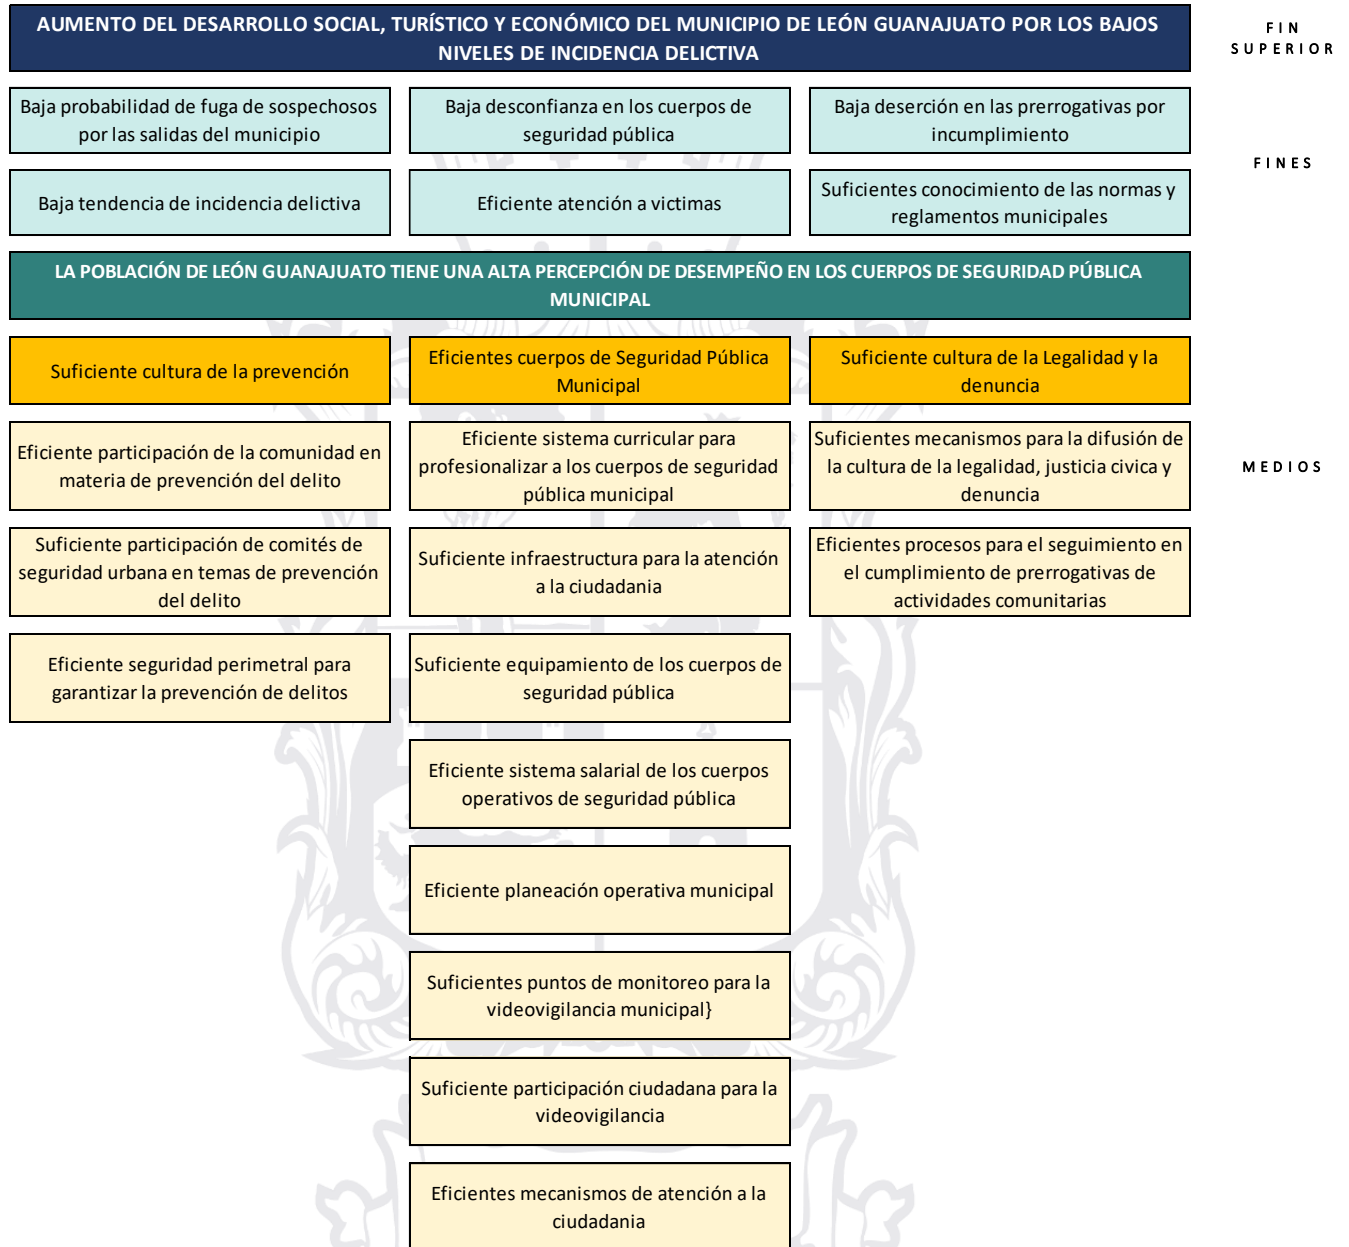 AUMENTO DEL DESARROLLO SOCIAL, TURÍSTICO Y ECONÓMICO DEL MUNICIPIO DE LEÓN GUANAJUATO POR LOS BAJOS
NIVELES DE INCIDENCIA DELICTIVA
FIN
SUPERIOR
Baja probabilidad de fuga de sospechosos
por las salidas del municipio
Baja desconfianza en los cuerpos de
seguridad pública
Baja deserción en las prerrogativas por
incumplimiento
FINES
Baja tendencia de incidencia delictiva
Eficiente atención a victimas
Suficientes conocimiento de las normas y
reglamentos municipales
LA POBLACIÓN DE LEÓN GUANAJUATO TIENE UNA ALTA PERCEPCIÓN DE DESEMPEÑO EN LOS CUERPOS DE SEGURIDAD PÚBLICA
MUNICIPAL
Suficiente cultura de la prevención
Eficientes cuerpos de Seguridad Pública
Municipal
Suficiente cultura de la Legalidad y la
denuncia
Eficiente participación de la comunidad en
materia de prevención del delito
Eficiente sistema curricular para
profesionalizar a los cuerpos de seguridad
pública municipal
Suficientes mecanismos para la difusión de
la cultura de la legalidad, justicia civica y
denuncia
MEDIOS
Suficiente participación de comités de
seguridad urbana en temas de prevención
del delito
Suficiente infraestructura para la atención
a la ciudadania
Eficientes procesos para el seguimiento en
el cumplimiento de prerrogativas de
actividades comunitarias
Eficiente seguridad perimetral para
garantizar la prevención de delitos
Suficiente equipamiento de los cuerpos de
seguridad pública
Eficiente sistema salarial de los cuerpos
operativos de seguridad pública
Eficiente planeación operativa municipal
Suficientes puntos de monitoreo para la
videovigilancia municipal}
Suficiente participación ciudadana para la
videovigilancia
Eficientes mecanismos de atención a la
ciudadania